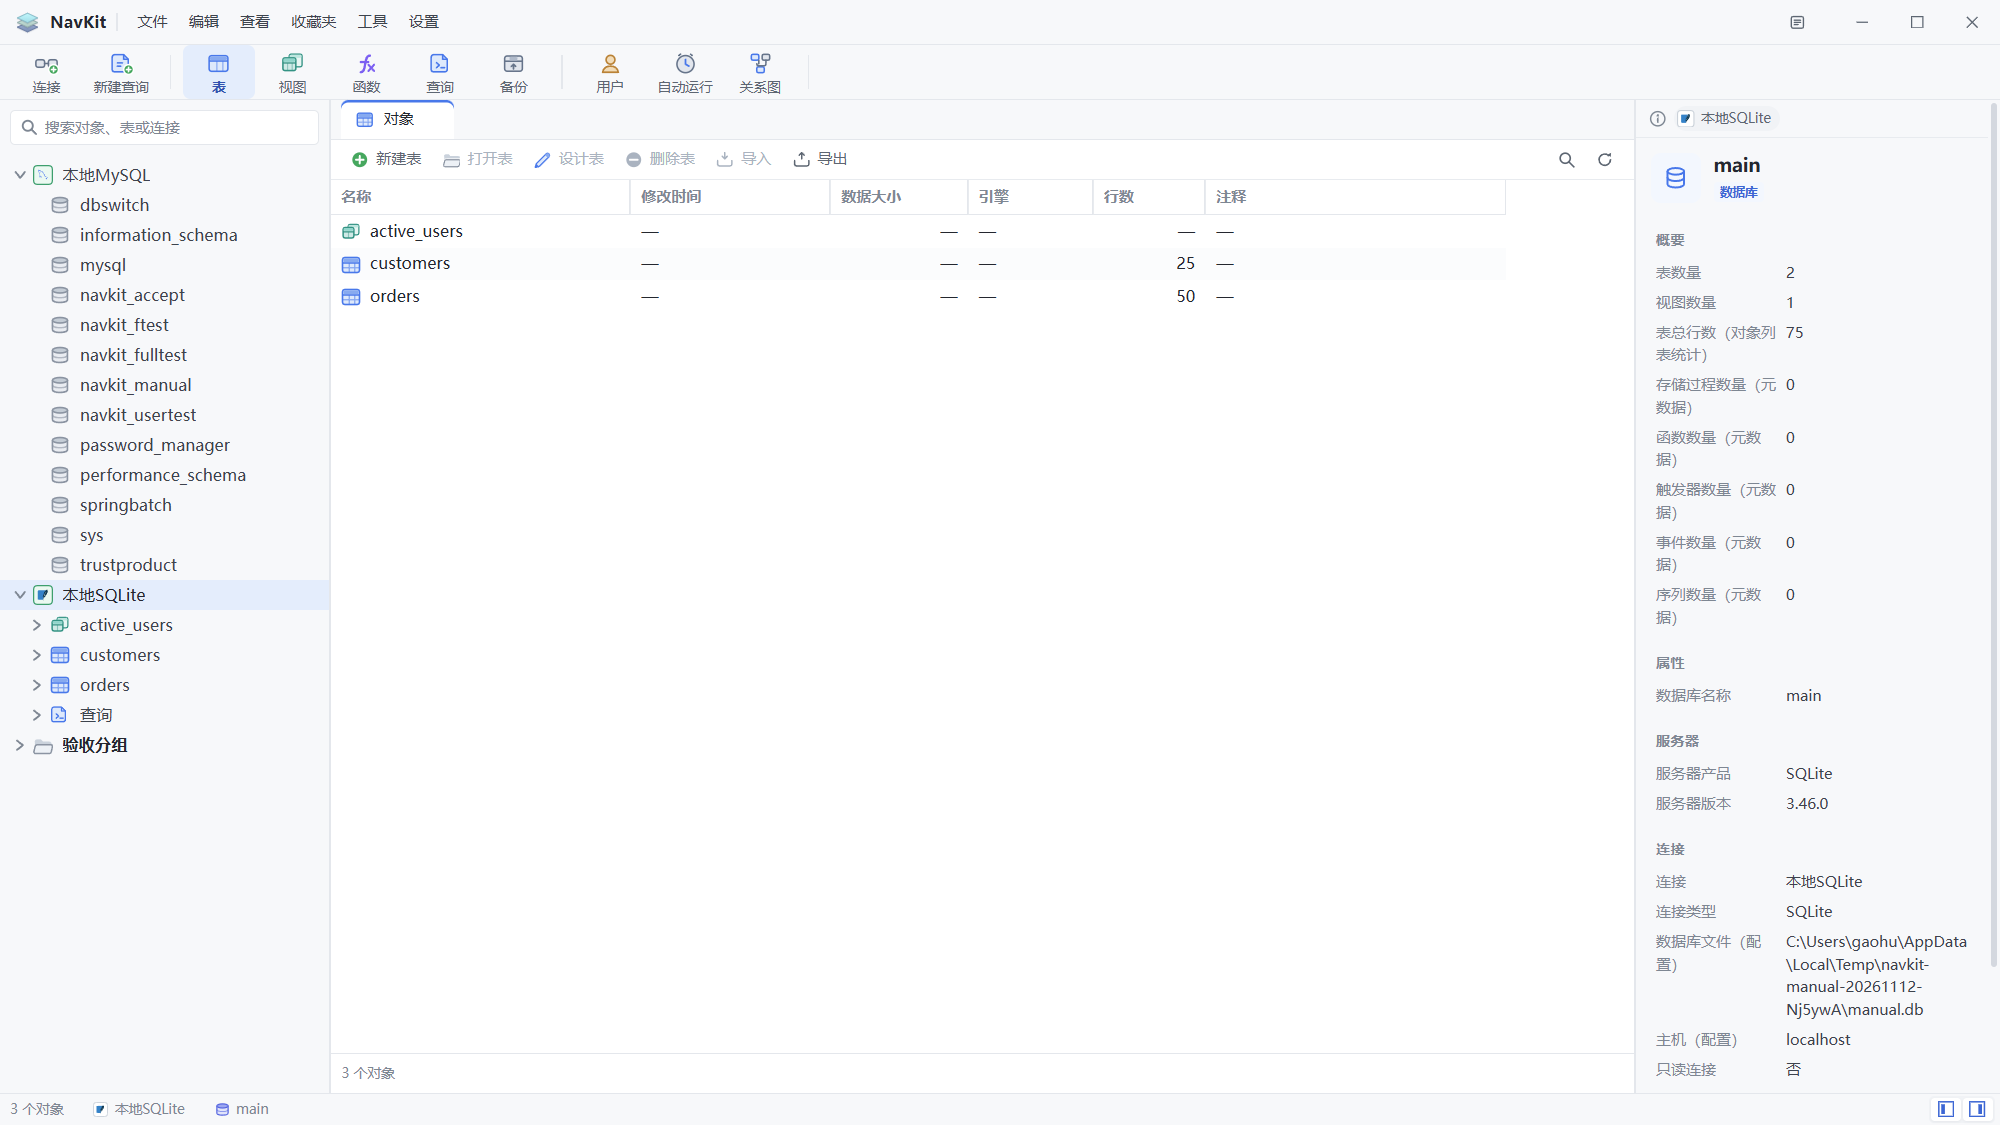 NavKit 文件 编辑 查看 收藏夹 工具 设置
连接 新建查询 表 视图 函数 查询 备份 用户 自动运行 关系图
搜索对象、表或连接
本地MySQL
dbswitch
information_schema
mysql
navkit_accept
navkit_ftest
navkit_fulltest
navkit_manual
navkit_usertest
password_manager
performance_schema
springbatch
sys
trustproduct
本地SQLite
active_users
customers
orders
查询
验收分组
对象
新建表 打开表 设计表 删除表 导入 导出
名称 修改时间 数据大小 引擎 行数 注释
active_users — — — — —
customers — — — 25 —
orders — — — 50 —
3 个对象
本地SQLite
main
数据库
概要
表数量 2
视图数量 1
表总行数（对象列 75
表统计）
存储过程数量（元 0
数据）
函数数量（元数 0
据）
触发器数量（元数 0
据）
事件数量（元数 0
据）
序列数量（元数 0
据）
属性
数据库名称 main
服务器
服务器产品 SQLite
服务器版本 3.46.0
连接
连接 本地SQLite
连接类型 SQLite
数据库文件（配 C:\Users\gaohu\AppData
置） \Local\Temp\navkit-
manual-20261112-
Nj5ywA\manual.db
主机（配置） localhost
只读连接 否
3 个对象 本地SQLite main